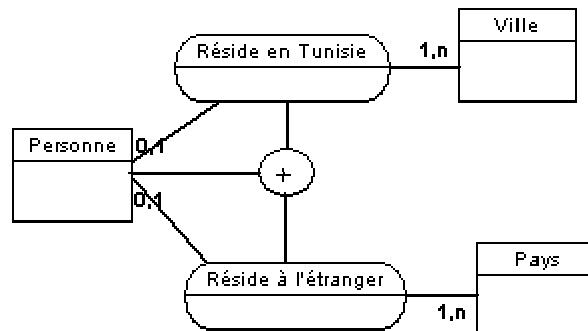 Ville
Réside en Tunisie
1,n
Personne
0,1
+
0,1
Réside à l'étranger
Pays
1,n